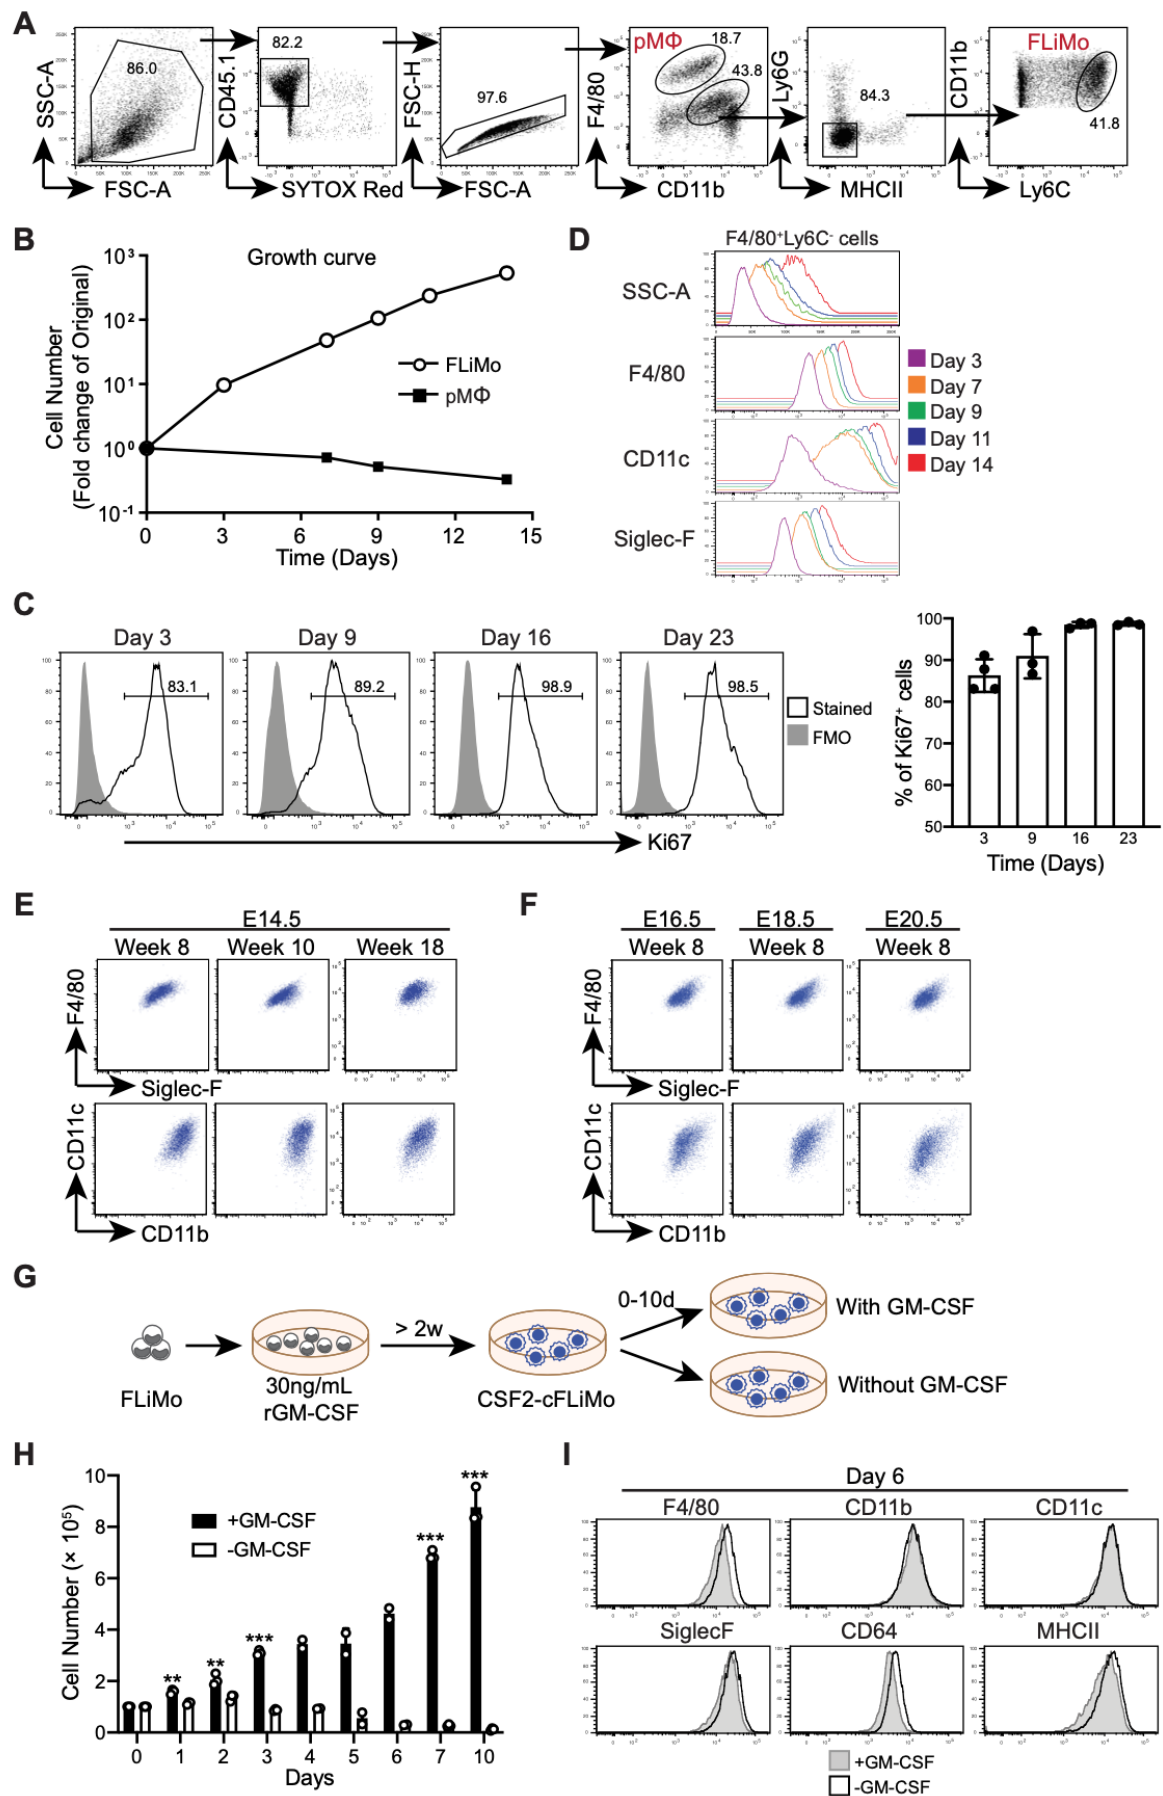 A
SSC-A
86.0
FSC-A
CD45.1
82.2
SYTOX Red
FSC-H
97.6
FSC-A
F4/80
pMΦ
18.7
43.8
CD11b
Ly6G
84.3
MHCII
CD11b
FLiMo
41.8
Ly6C
B
Growth curve
Cell Number
(Fold change of Original)
10³
10²
10¹
10⁰
10⁻¹
0 3 6 9 12 15
Time (Days)
FLiMo
pMΦ
D
F4/80⁺Ly6C⁻ cells
SSC-A
F4/80
CD11c
Siglec-F
Day 3
Day 7
Day 9
Day 11
Day 14
C
Day 3
Day 9
Day 16
Day 23
83.1
89.2
98.9
98.5
Ki67
Stained
FMO
% of Ki67⁺ cells
100
90
80
70
60
50
3 9 16 23
Time (Days)
E
E14.5
Week 8 Week 10 Week 18
F4/80
Siglec-F
CD11c
CD11b
F
E16.5 E18.5 E20.5
Week 8 Week 8 Week 8
F4/80
Siglec-F
CD11c
CD11b
G
FLiMo
30ng/mL
rGM-CSF
> 2w
CSF2-cFLiMo
0-10d
With GM-CSF
Without GM-CSF
H
Cell Number (× 10⁵)
10
8
6
4
2
0
+GM-CSF
-GM-CSF
**
**
***
***
***
0 1 2 3 4 5 6 7 10
Days
I
Day 6
F4/80 CD11b CD11c
SiglecF CD64 MHCII
+GM-CSF
-GM-CSF